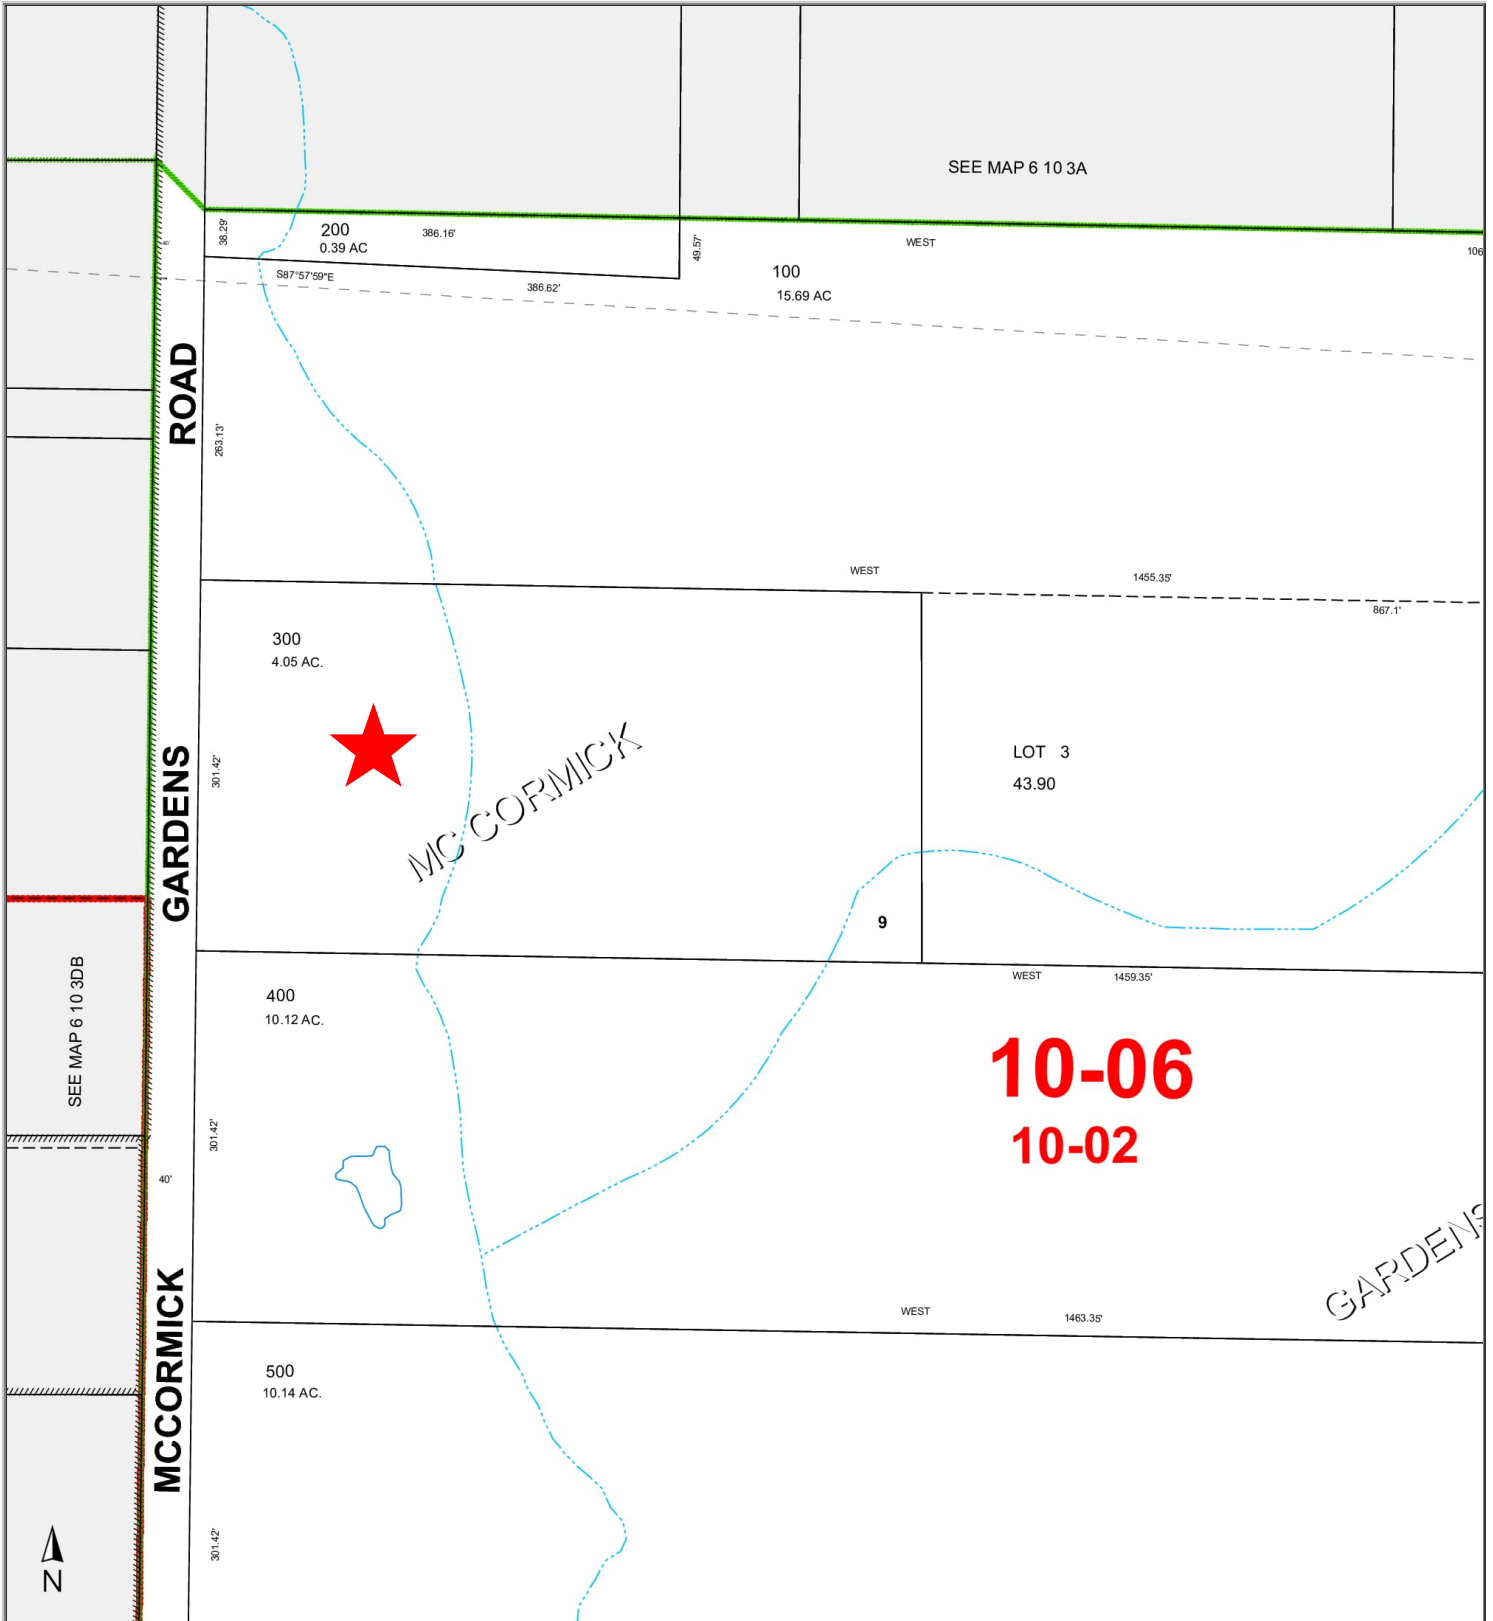 SEE MAP 6 10 3A
38.29'
200
0.39 AC
386.16'
49.57'
WEST
106
40'
S87°57'59"E
386.62'
100
15.69 AC
ROAD
263.13'
WEST
1455.35'
867.1'
300
4.05 AC.
301.42'
MC CORMICK
LOT 3
43.90
GARDENS
9
WEST
1459.35'
SEE MAP 6 10 3DB
400
10.12 AC.
10-06
10-02
301.42'
40'
GARDENS
WEST
1463.35'
MCCORMICK
500
10.14 AC.
301.42'
N